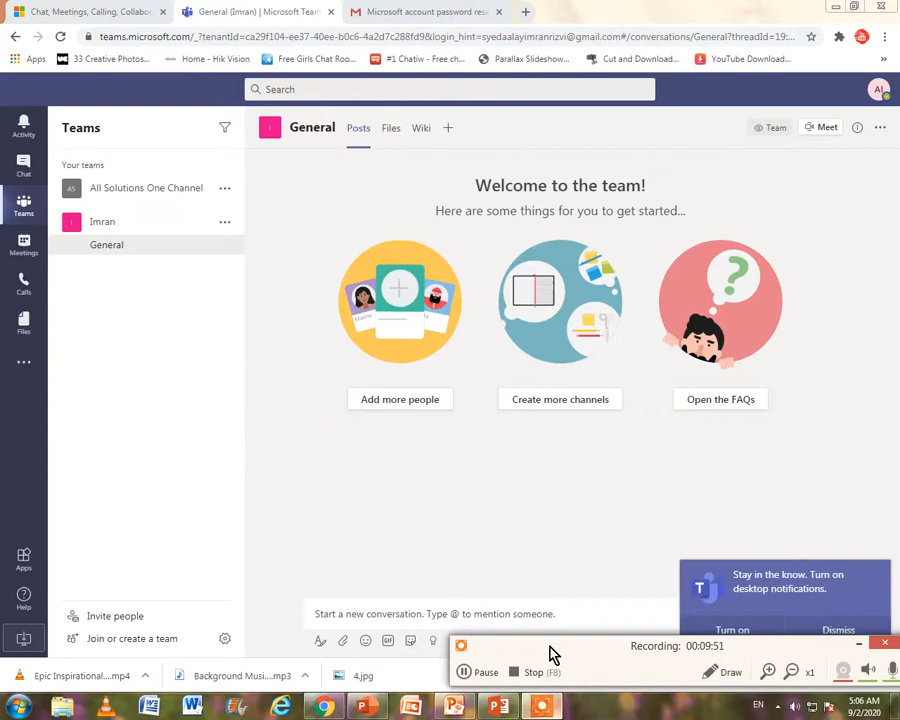 Chat, Meetings, Calling, Collabor
General (Imran) | Microsoft Team
Microsoft account password rese
teams.microsoft.com/_?tenantId=ca29f104-ee37-40ee-b0c6-4a2d7c288fd9&login_hint=syedaalayimranrizvi@gmail.com#/conversations/General?threadId=19:...
Apps
33 Creative Photos...
Home - Hik Vision
Free Girls Chat Roo...
#1 Chatiw - Free ch...
Parallax Slideshow...
Cut and Download...
YouTube Download...
Search
AI
Activity
Chat
Teams
Meetings
Calls
Files
Apps
Help
Teams
Your teams
AS All Solutions One Channel ...
I Imran ...
General
Invite people
Join or create a team
I General Posts Files Wiki +
Team
Meet
Welcome to the team!
Here are some things for you to get started...
Maxine
Add more people
Create more channels
Open the FAQs
Start a new conversation. Type @ to mention someone.
GIF
Stay in the know. Turn on
desktop notifications.
Turn on
Dismiss
Recording: 00:09:51
Pause
Stop (F8)
Draw
x1
Epic Inspirational....mp4
Background Musi....mp3
4.jpg
EN
5:06 AM
9/2/2020